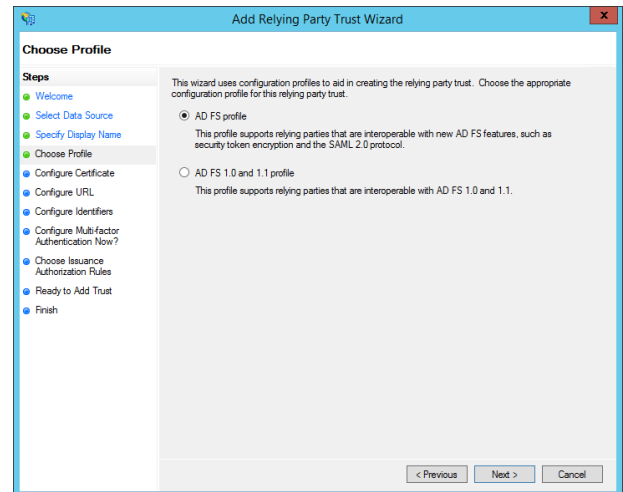 Add Relying Party Trust Wizard
x
Choose Profile
Steps
Welcome
Select Data Source
Specify Display Name
Choose Profile
Configure Certificate
Configure URL
Configure Identifiers
Configure Multi-factor
Authentication Now?
Choose Issuance
Authorization Rules
Ready to Add Trust
Finish
This wizard uses configuration profiles to aid in creating the relying party trust. Choose the appropriate
configuration profile for this relying party trust.
AD FS profile
This profile supports relying parties that are interoperable with new AD FS features, such as
security token encryption and the SAML 2.0 protocol.
AD FS 1.0 and 1.1 profile
This profile supports relying parties that are interoperable with AD FS 1.0 and 1.1.
< Previous Next > Cancel